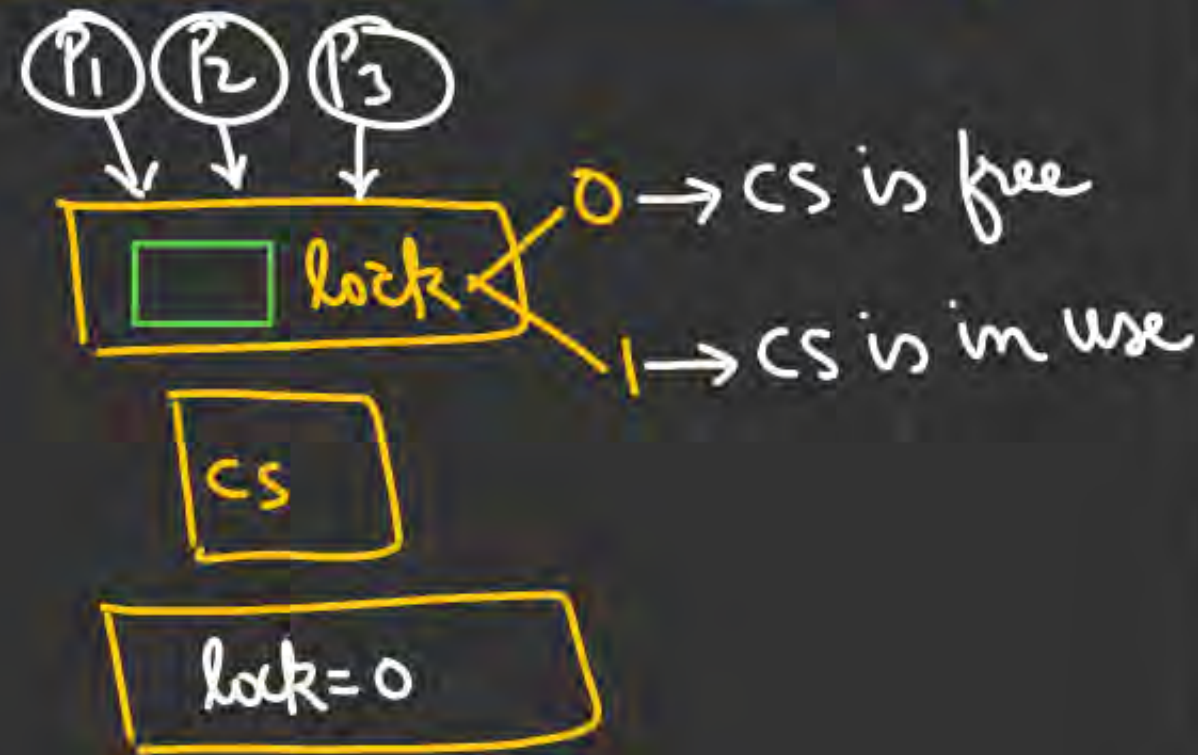 P1 P2 P3
0 → CS is free
lock
1 → CS is in use
CS
lock=0